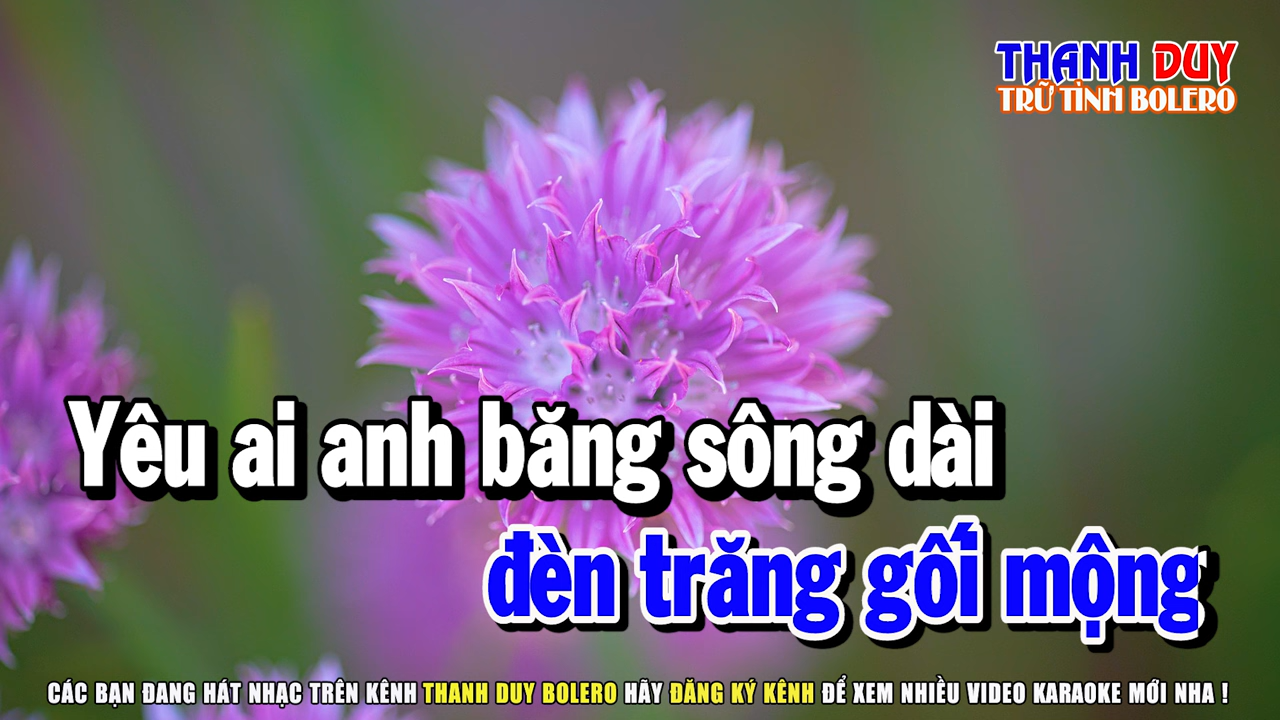 THANH DUY
TRỮ TÌNH BOLERO
Yêu ai anh băng sông dài
đèn trăng gối mộng
CÁC BẠN ĐANG HÁT NHẠC TRÊN KÊNH THANH DUY BOLERO HÃY ĐĂNG KÝ KÊNH ĐỂ XEM NHIỀU VIDEO KARAOKE MỚI NHA !